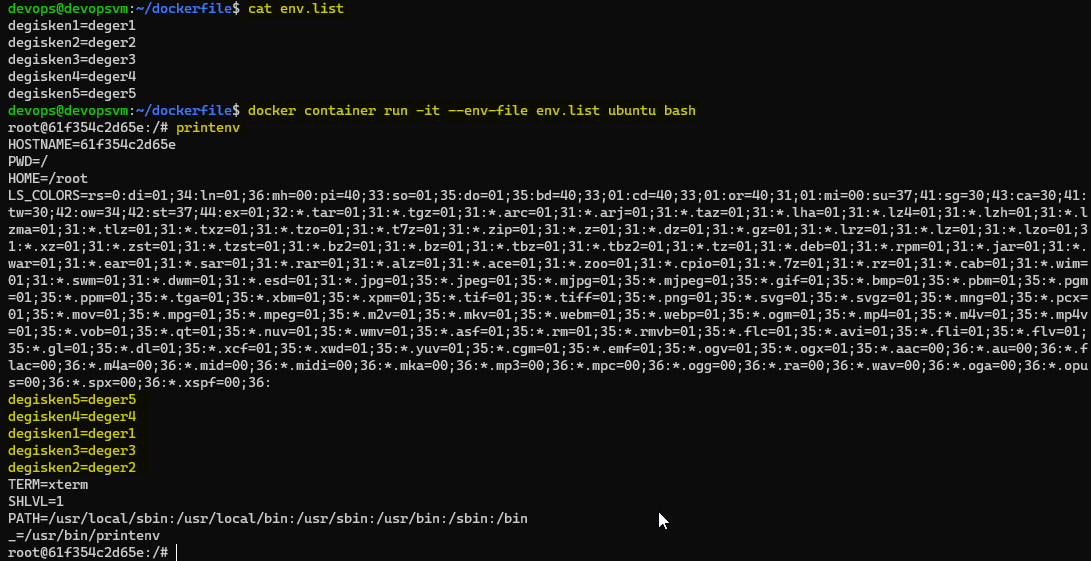 devops@devopsvm:~/dockerfile$ cat env.list
degisken1=deger1
degisken2=deger2
degisken3=deger3
degisken4=deger4
degisken5=deger5
devops@devopsvm:~/dockerfile$ docker container run -it --env-file env.list ubuntu bash
root@61f354c2d65e:/# printenv
HOSTNAME=61f354c2d65e
PWD=/
HOME=/root
LS_COLORS=rs=0:di=01;34:ln=01;36:mh=00:pi=40;33:so=01;35:do=01;35:bd=40;33;01:cd=40;33;01:or=40;31;01:mi=00:su=37;41:sg=30;43:ca=30;41:
tw=30;42:ow=34;42:st=37;44:ex=01;32:*.tar=01;31:*.tgz=01;31:*.arc=01;31:*.arj=01;31:*.taz=01;31:*.lha=01;31:*.lz4=01;31:*.lzh=01;31:*.l
zma=01;31:*.tlz=01;31:*.txz=01;31:*.tzo=01;31:*.t7z=01;31:*.zip=01;31:*.z=01;31:*.dz=01;31:*.gz=01;31:*.lrz=01;31:*.lz=01;31:*.lzo=01;3
1:*.xz=01;31:*.zst=01;31:*.tzst=01;31:*.bz2=01;31:*.bz=01;31:*.tbz=01;31:*.tbz2=01;31:*.tz=01;31:*.deb=01;31:*.rpm=01;31:*.jar=01;31:*.
war=01;31:*.ear=01;31:*.sar=01;31:*.rar=01;31:*.alz=01;31:*.ace=01;31:*.zoo=01;31:*.cpio=01;31:*.7z=01;31:*.rz=01;31:*.cab=01;31:*.wim=
01;31:*.swm=01;31:*.dwm=01;31:*.esd=01;31:*.jpg=01;35:*.jpeg=01;35:*.mjpg=01;35:*.mjpeg=01;35:*.gif=01;35:*.bmp=01;35:*.pbm=01;35:*.pgm
=01;35:*.ppm=01;35:*.tga=01;35:*.xbm=01;35:*.xpm=01;35:*.tif=01;35:*.tiff=01;35:*.png=01;35:*.svg=01;35:*.svgz=01;35:*.mng=01;35:*.pcx=
01;35:*.mov=01;35:*.mpg=01;35:*.mpeg=01;35:*.m2v=01;35:*.mkv=01;35:*.webm=01;35:*.webp=01;35:*.ogm=01;35:*.mp4=01;35:*.m4v=01;35:*.mp4v
=01;35:*.vob=01;35:*.qt=01;35:*.nuv=01;35:*.wmv=01;35:*.asf=01;35:*.rm=01;35:*.rmvb=01;35:*.flc=01;35:*.avi=01;35:*.fli=01;35:*.flv=01;
35:*.gl=01;35:*.dl=01;35:*.xcf=01;35:*.xwd=01;35:*.yuv=01;35:*.cgm=01;35:*.emf=01;35:*.ogv=01;35:*.ogx=01;35:*.aac=00;36:*.au=00;36:*.f
lac=00;36:*.m4a=00;36:*.mid=00;36:*.midi=00;36:*.mka=00;36:*.mp3=00;36:*.mpc=00;36:*.ogg=00;36:*.ra=00;36:*.wav=00;36:*.oga=00;36:*.opu
s=00;36:*.spx=00;36:*.xspf=00;36:
degisken5=deger5
degisken4=deger4
degisken1=deger1
degisken3=deger3
degisken2=deger2
TERM=xterm
SHLVL=1
PATH=/usr/local/sbin:/usr/local/bin:/usr/sbin:/usr/bin:/sbin:/bin
_=/usr/bin/printenv
root@61f354c2d65e:/#